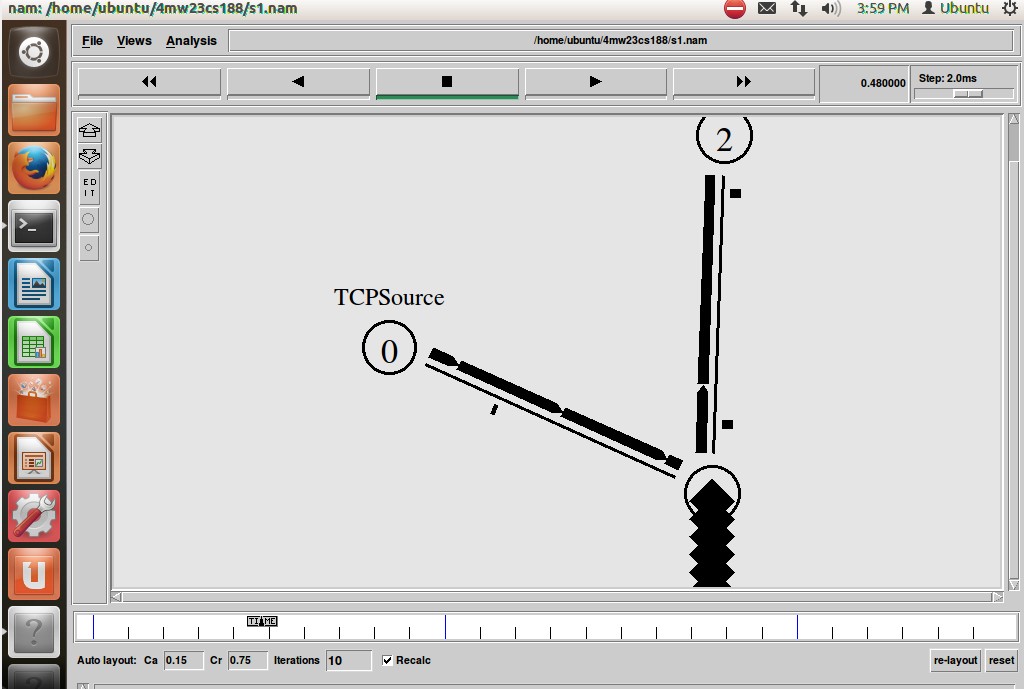 nam: /home/ubuntu/4mw23cs188/s1.nam
3:59 PM Ubuntu
File Views Analysis /home/ubuntu/4mw23cs188/s1.nam
0.480000 Step: 2.0ms
ED
IT
2
TCPSource
0
TIME
Auto layout: Ca 0.15 Cr 0.75 Iterations 10 Recalc re-layout reset